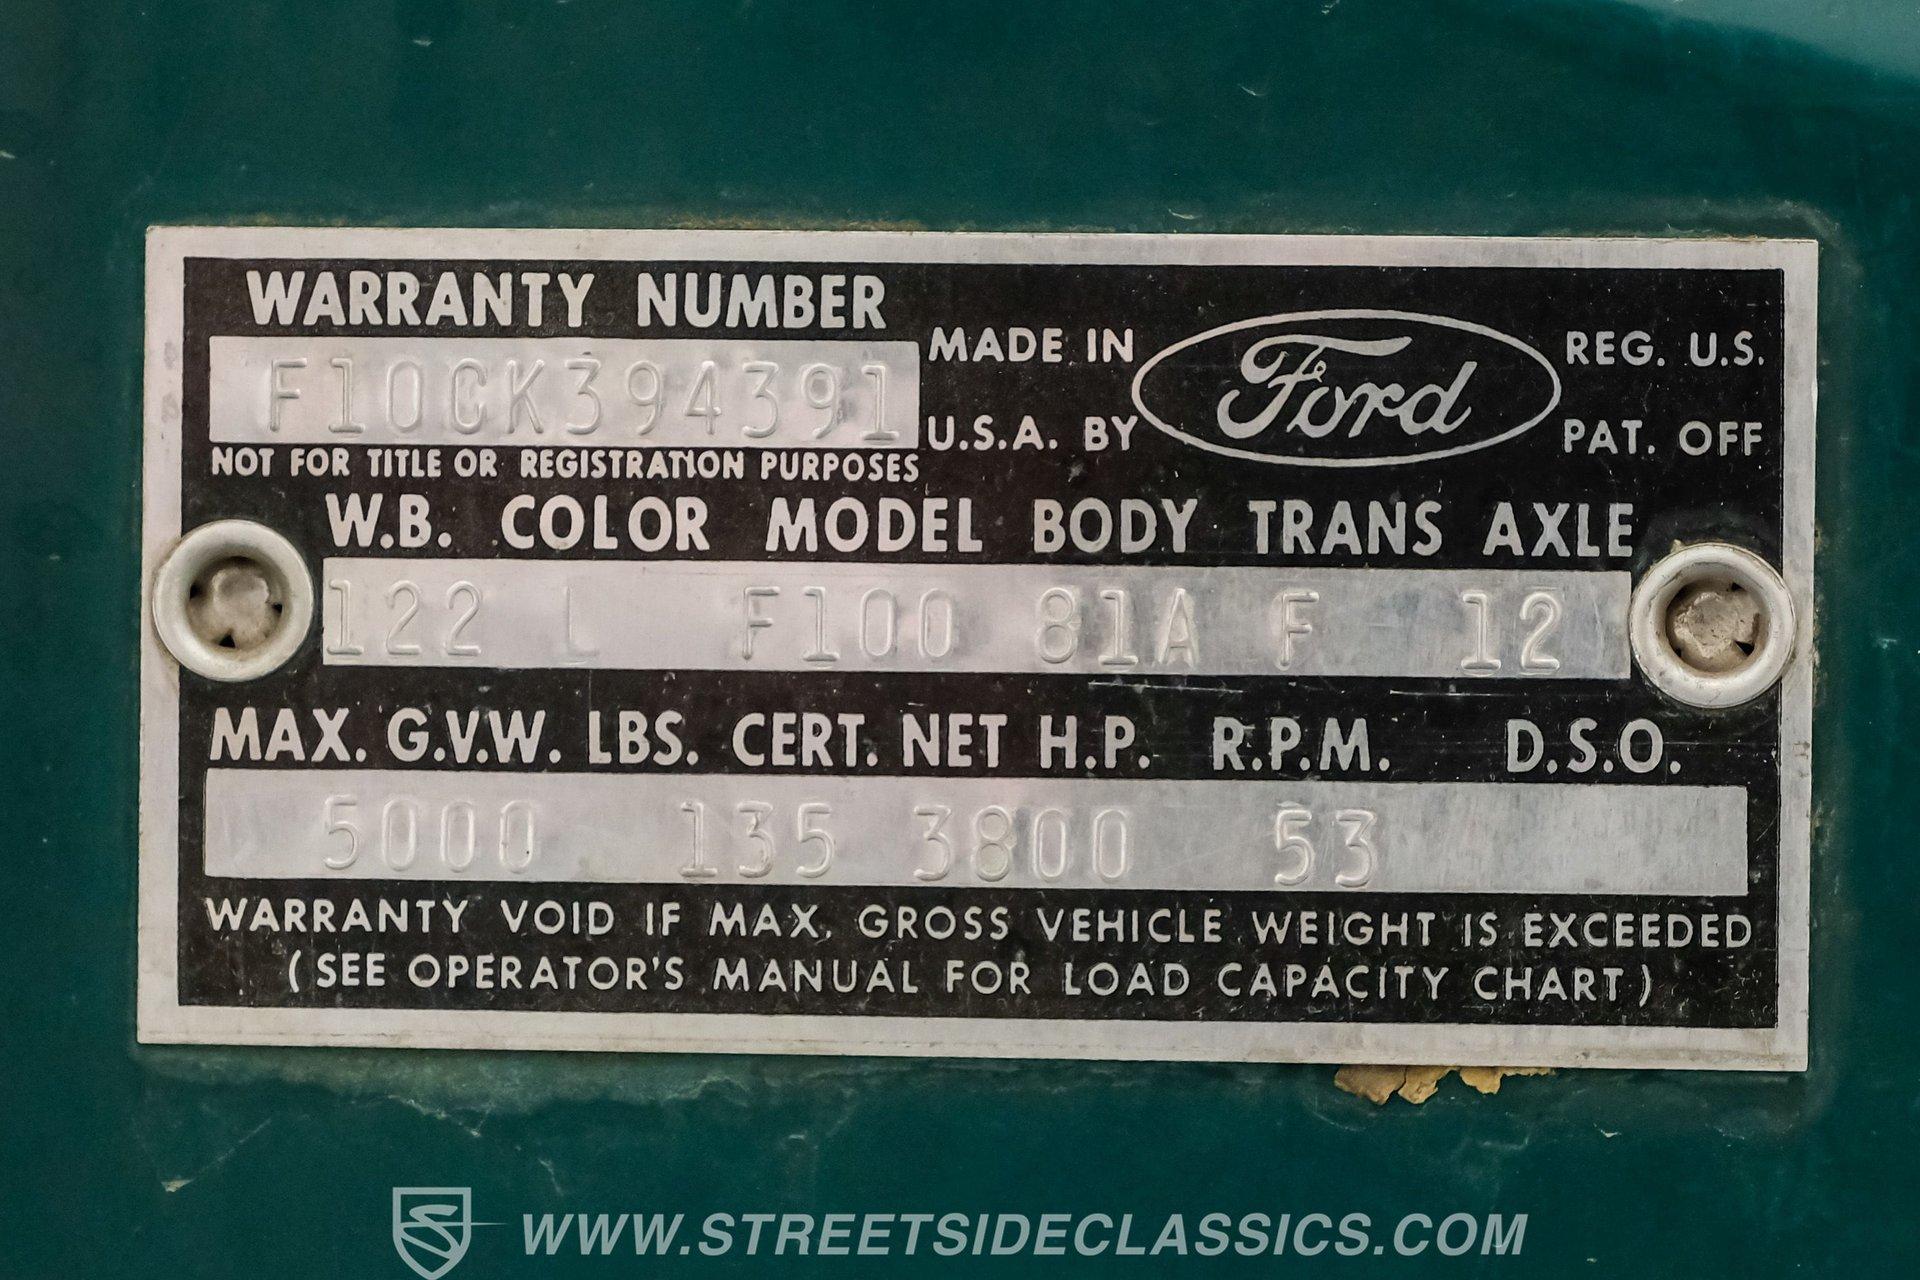 WARRANTY NUMBER
F10CK394391
NOT FOR TITLE OR REGISTRATION PURPOSES
MADE IN
U.S.A. BY
Ford
REG. U.S.
PAT. OFF
W.B. COLOR MODEL BODY TRANS AXLE
122 L F100 81A F 12
MAX. G.V.W. LBS. CERT. NET H.P. R.P.M. D.S.O.
5000 135 3800 53
WARRANTY VOID IF MAX. GROSS VEHICLE WEIGHT IS EXCEEDED
(SEE OPERATOR'S MANUAL FOR LOAD CAPACITY CHART)
WWW.STREETSIDECLASSICS.COM